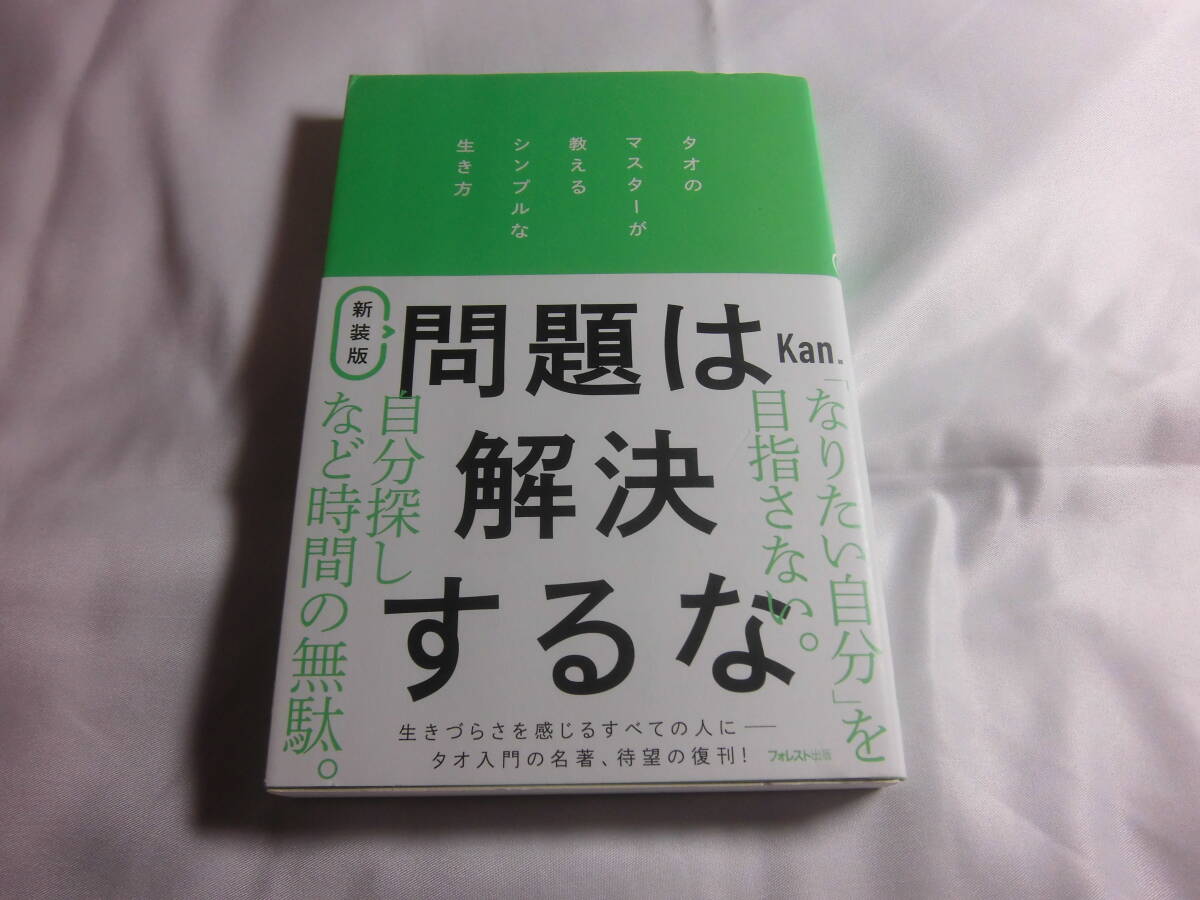 タオの
マスターが
教える
シンプルな
生き方
新装版
問題は
解決
するな
Kan.
「なりたい自分」を
目指さない。
自分探し
など時間の無駄。
生きづらさを感じるすべての人に──
タオ入門の名著、待望の復刊！
フォレスト出版